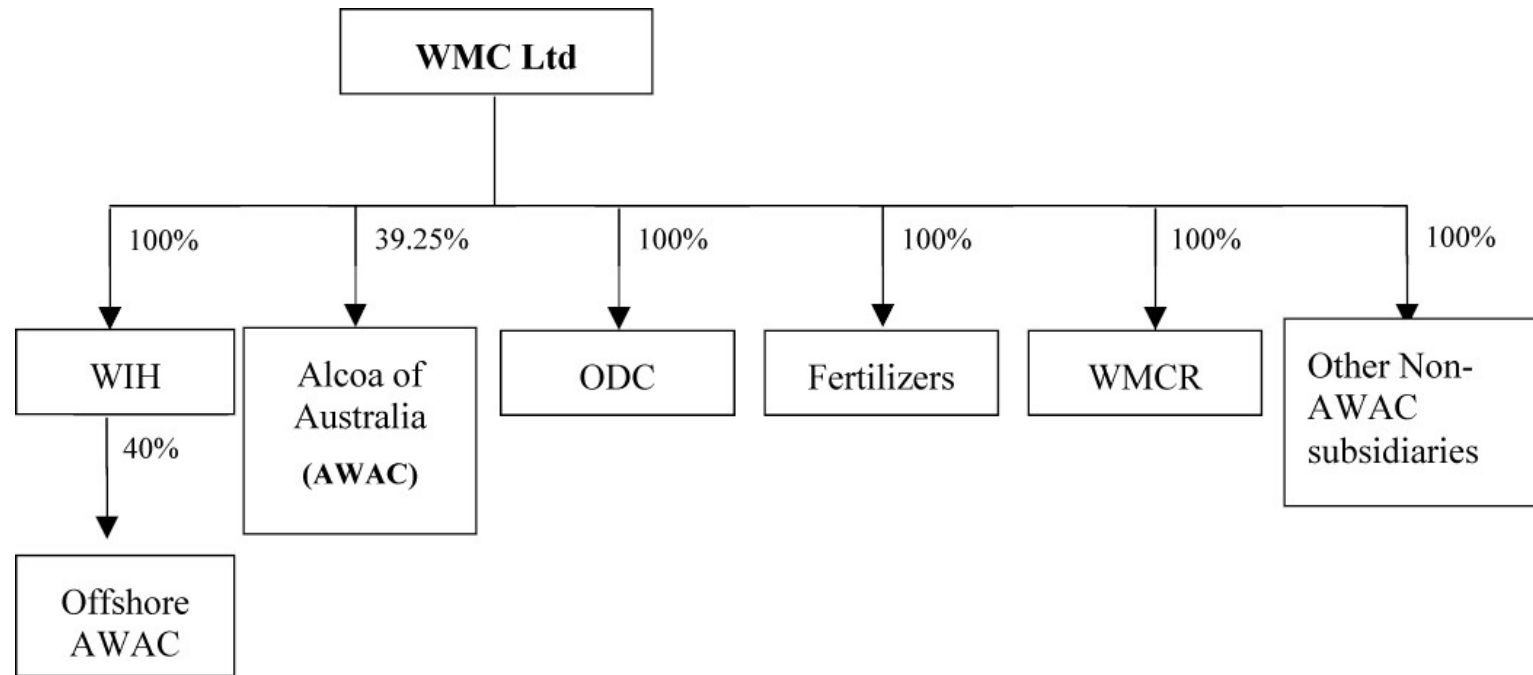 WMC Ltd
100%
39.25%
100%
100%
100%
100%
WIH
Alcoa of
Australia
(AWAC)
ODC
Fertilizers
WMCR
Other Non-
AWAC
subsidiaries
40%
Offshore
AWAC